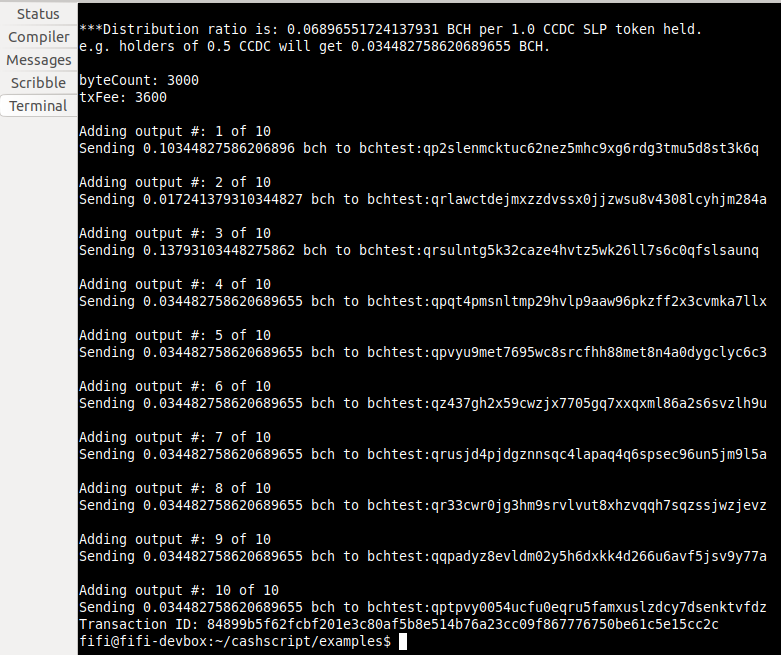 Status
Compiler
Messages
Scribble
Terminal
***Distribution ratio is: 0.06896551724137931 BCH per 1.0 CCDC SLP token held.
e.g. holders of 0.5 CCDC will get 0.034482758620689655 BCH.
byteCount: 3000
txFee: 3600
Adding output #: 1 of 10
Sending 0.10344827586206896 bch to bchtest:qp2slenmcktuc62nez5mhc9xg6rdg3tmu5d8st3k6q
Adding output #: 2 of 10
Sending 0.017241379310344827 bch to bchtest:qrlawctdejmxzzdvssx0jjzwsu8v4308lcyhjm284a
Adding output #: 3 of 10
Sending 0.13793103448275862 bch to bchtest:qrsulntg5k32caze4hvtz5wk26ll7s6c0qfslsaunq
Adding output #: 4 of 10
Sending 0.034482758620689655 bch to bchtest:qpqt4pmsnltmp29hvlp9aaw96pkzff2x3cvmka7llx
Adding output #: 5 of 10
Sending 0.034482758620689655 bch to bchtest:qpvyu9met7695wc8srcfhh88met8n4a0dygclyc6c3
Adding output #: 6 of 10
Sending 0.034482758620689655 bch to bchtest:qz437gh2x59cwzjx7705gq7xxqxml86a2s6svzlh9u
Adding output #: 7 of 10
Sending 0.034482758620689655 bch to bchtest:qrusjd4pjdgznnsqc4lapaq4q6spsec96un5jm9l5a
Adding output #: 8 of 10
Sending 0.034482758620689655 bch to bchtest:qr33cwr0jg3hm9srvlvut8xhzvqqh7sqzssjwzjevz
Adding output #: 9 of 10
Sending 0.034482758620689655 bch to bchtest:qqpadyz8evldm02y5h6dxkk4d266u6avf5jsv9y77a
Adding output #: 10 of 10
Sending 0.034482758620689655 bch to bchtest:qptpvy0054ucfu0eqru5famxuslzdcy7dsenktvfdz
Transaction ID: 84899b5f62fcbf201e3c80af5b8e514b76a23cc09f867776750be61c5e15cc2c
fifi@fifi-devbox:~/cashscript/examples$